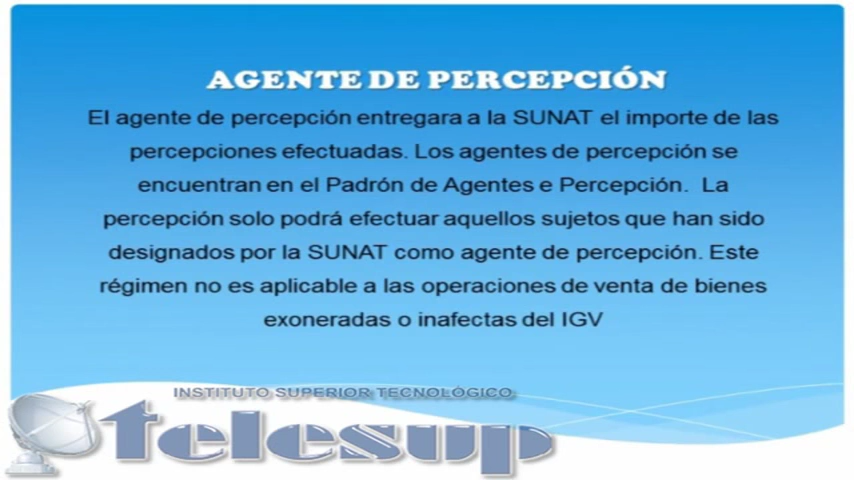 AGENTE DE PERCEPCIÓN
El agente de percepción entregara a la SUNAT el importe de las
percepciones efectuadas. Los agentes de percepción se
encuentran en el Padrón de Agentes e Percepción. La
percepción solo podrá efectuar aquellos sujetos que han sido
designados por la SUNAT como agente de percepción. Este
régimen no es aplicable a las operaciones de venta de bienes
exoneradas o inafectas del IGV
INSTITUTO SUPERIOR TECNOLÓGICO
telesup